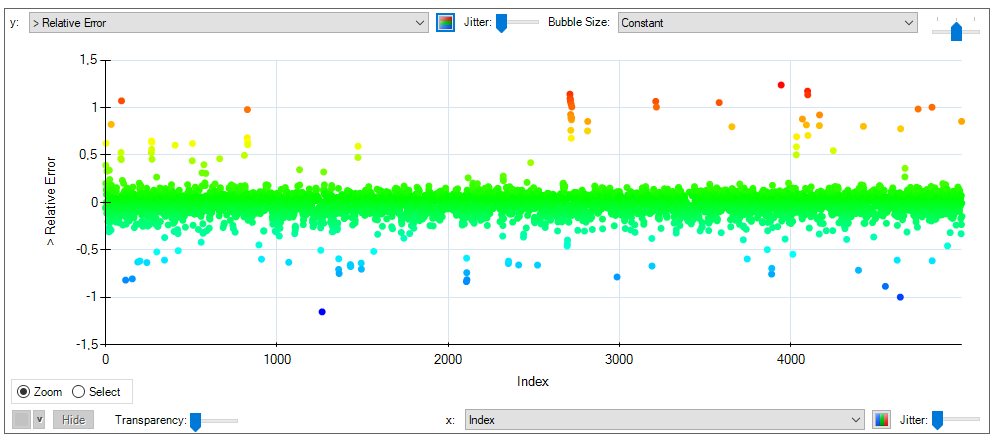 y: > Relative Error Jitter: Bubble Size: Constant
1,5
1
0,5
0
-0,5
-1
-1,5
> Relative Error
0 1000 2000 3000 4000
Index
Zoom Select
v Hide Transparency: x: Index Jitter: